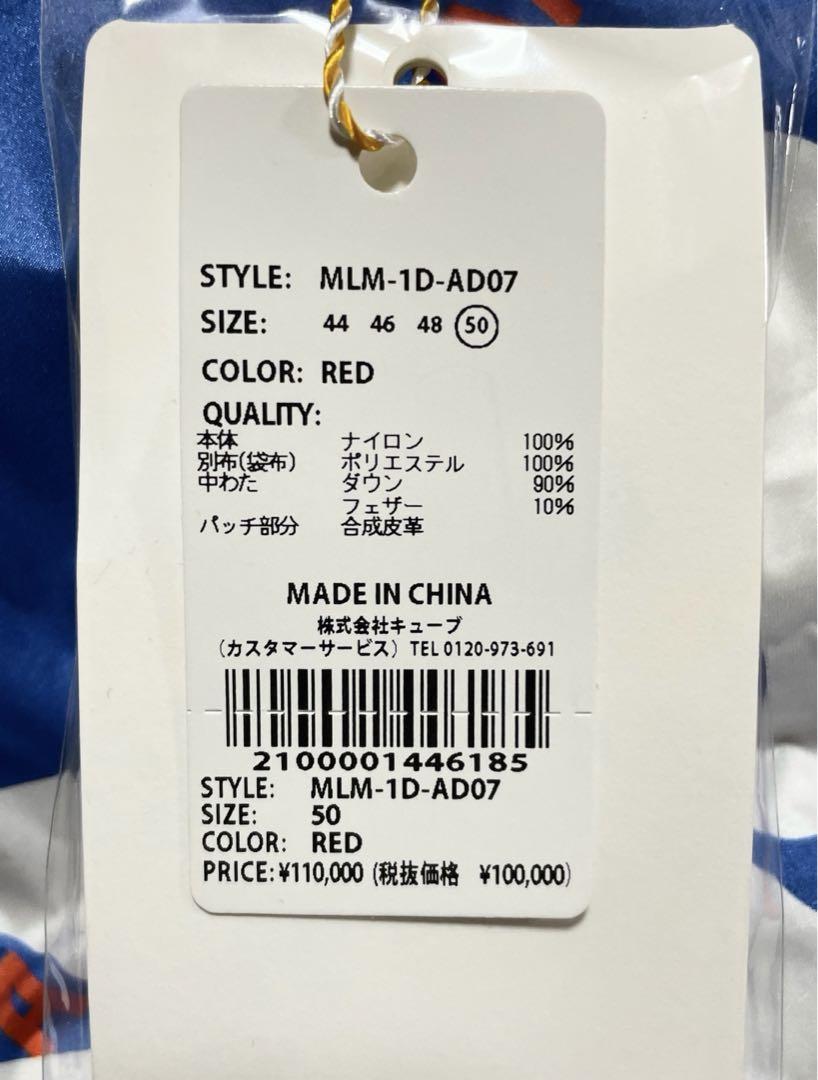 STYLE: MLM-1D-AD07
SIZE: 44 46 48 50
COLOR: RED
QUALITY:
本体 ナイロン 100%
別布(袋布) ポリエステル 100%
中わた ダウン 90%
フェザー 10%
パッチ部分 合成皮革
MADE IN CHINA
株式会社キューブ
(カスタマーサービス) TEL 0120-973-691
2100001446185
STYLE: MLM-1D-AD07
SIZE: 50
COLOR: RED
PRICE: ¥110,000 (税抜価格 ¥100,000)